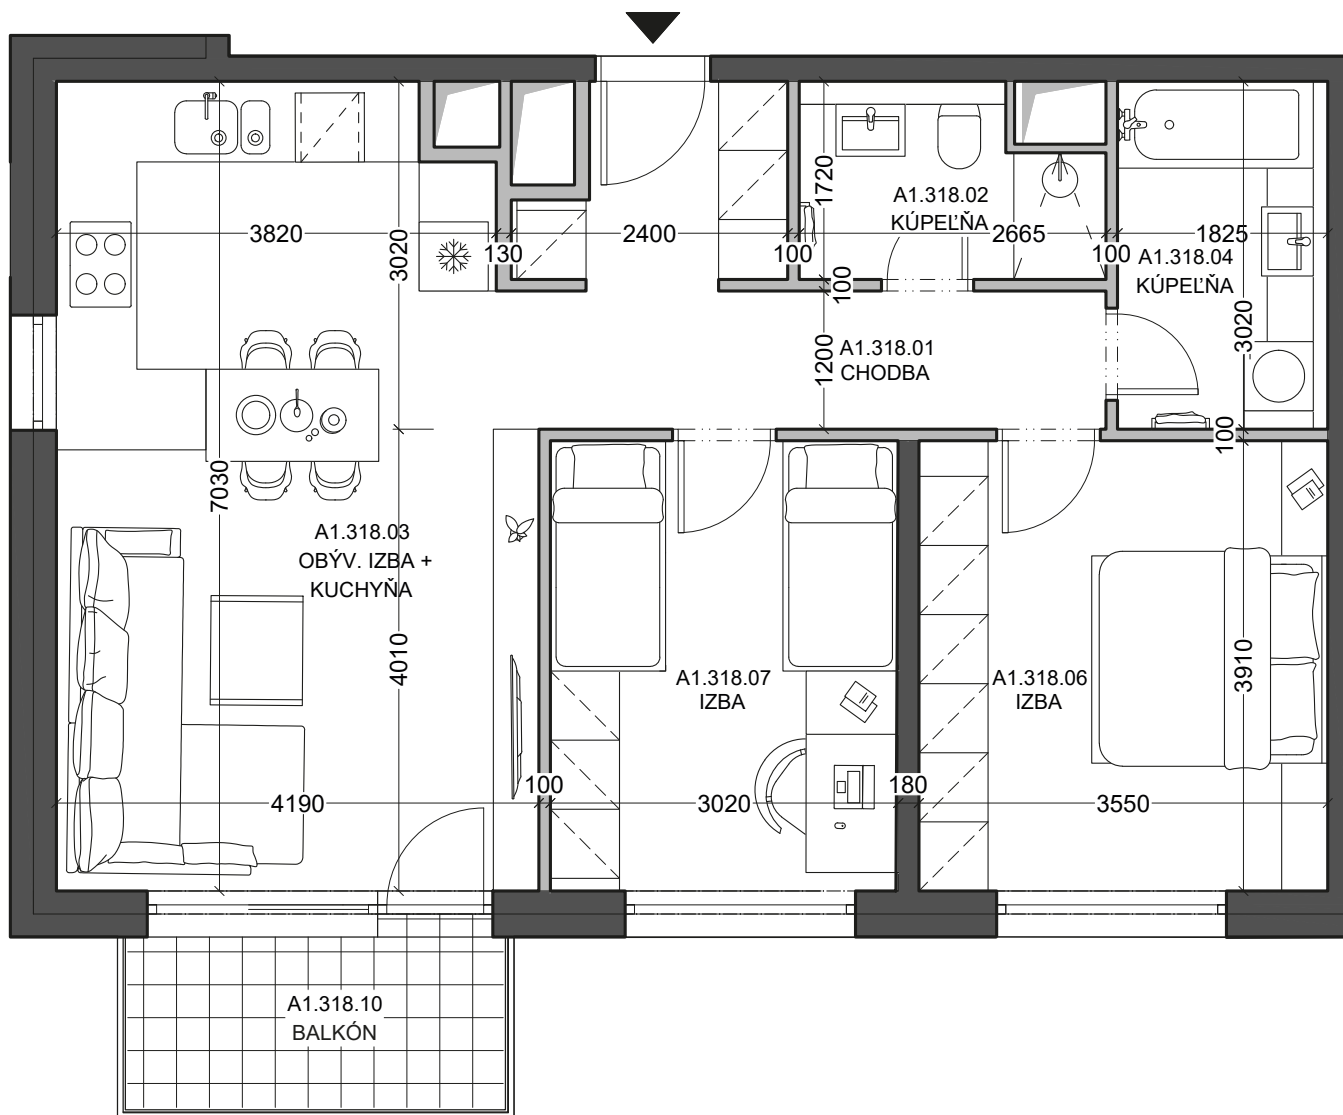 1720
A1.318.02
KÚPEĽŇA
3820
3020
130
2400
100
2665
100
1825
A1.318.04
KÚPEĽŇA
100
3020
1200
A1.318.01
CHODBA
100
7030
A1.318.03
OBÝV. IZBA +
KUCHYŇA
4010
A1.318.07
IZBA
A1.318.06
IZBA
3910
4190
100
3020
180
3550
A1.318.10
BALKÓN